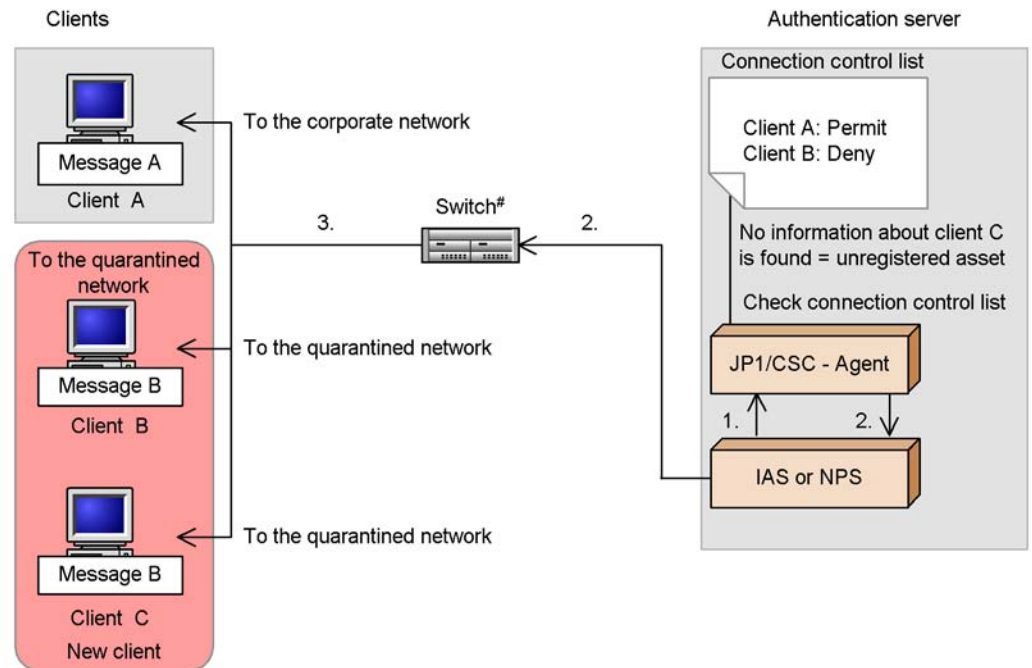 Clients
Authentication server
Connection control list
Client A: Permit
Client B: Deny
To the corporate network
Message A
Client A
Switch#
3.
2.
No information about client C
is found = unregistered asset
To the quarantined
network
Check connection control list
To the quarantined network
JP1/CSC - Agent
Message B
Client B
1.
2.
IAS or NPS
To the quarantined network
Message B
Client C
New client